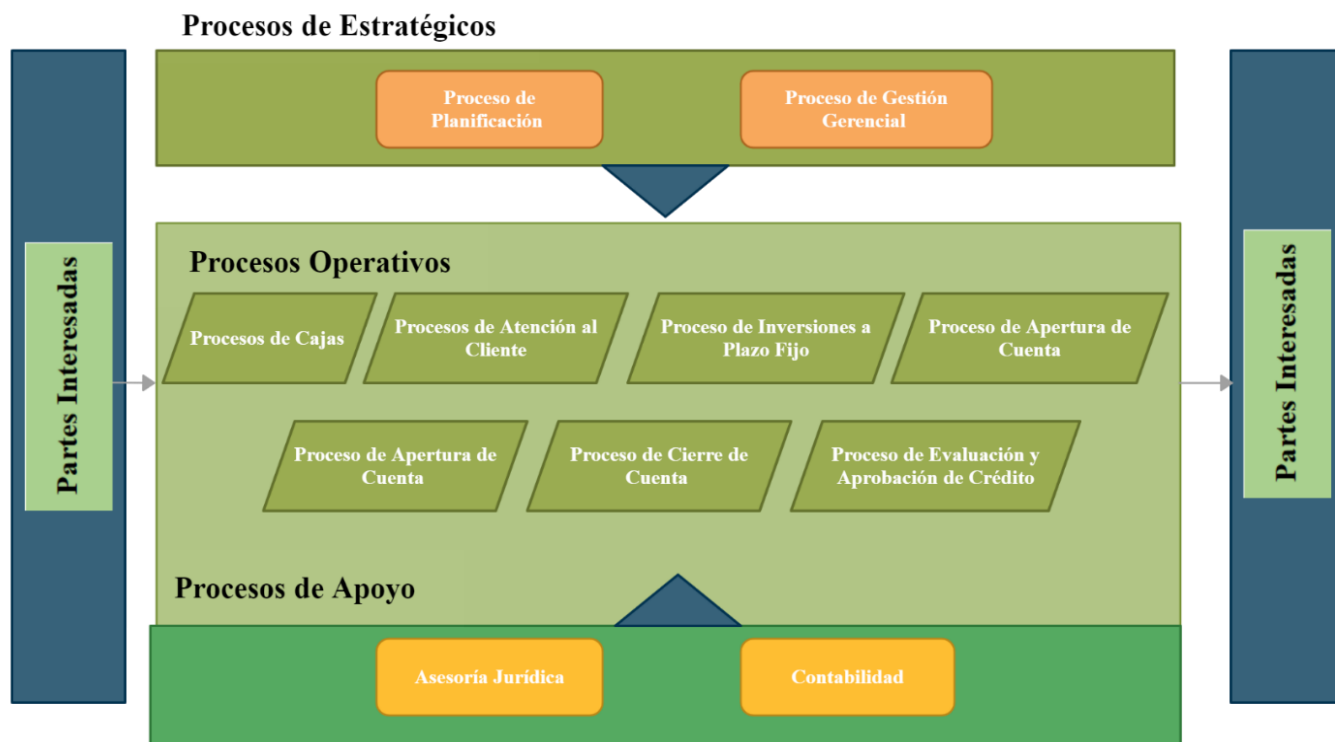 Procesos de Estratégicos
Proceso de
Planificación
Proceso de Gestión
Gerencial
Partes Interesadas
Procesos Operativos
Procesos de Cajas
Procesos de Atención al
Cliente
Proceso de Inversiones a
Plazo Fijo
Proceso de Apertura de
Cuenta
Proceso de Apertura de
Cuenta
Proceso de Cierre de
Cuenta
Proceso de Evaluación y
Aprobación de Crédito
Partes Interesadas
Procesos de Apoyo
Asesoría Jurídica
Contabilidad